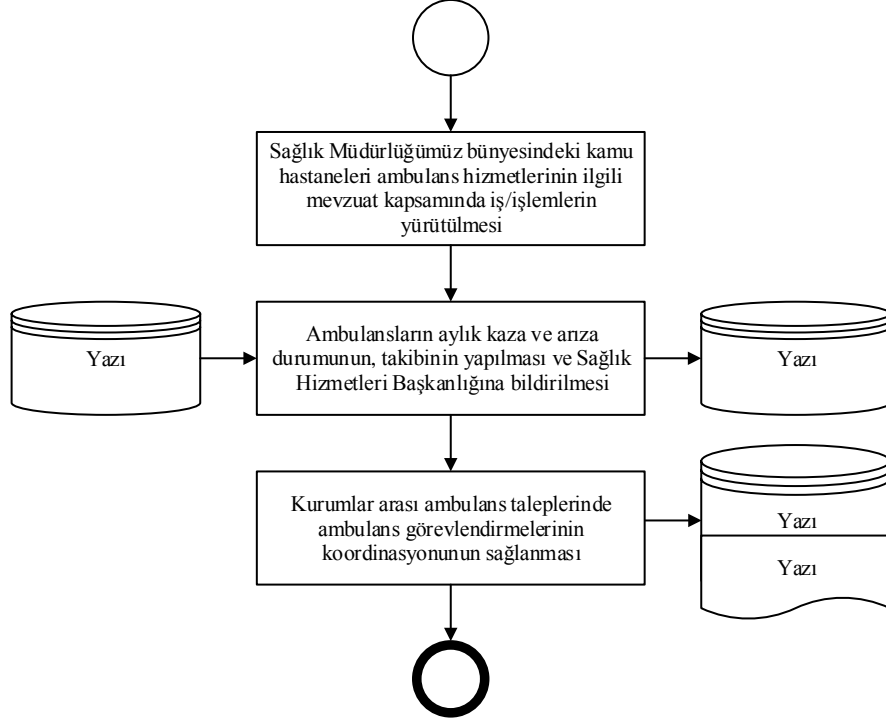 Sağlık Müdürlüğümüz bünyesindeki kamu
hastaneleri ambulans hizmetlerinin ilgili
mevzuat kapsamında iş/işlemlerin
yürütülmesi
Yazı
Ambulansların aylık kaza ve arıza
durumunun, takibinin yapılması ve Sağlık
Hizmetleri Başkanlığına bildirilmesi
Yazı
Kurumlar arası ambulans taleplerinde
ambulans görevlendirmelerinin
koordinasyonunun sağlanması
Yazı
Yazı